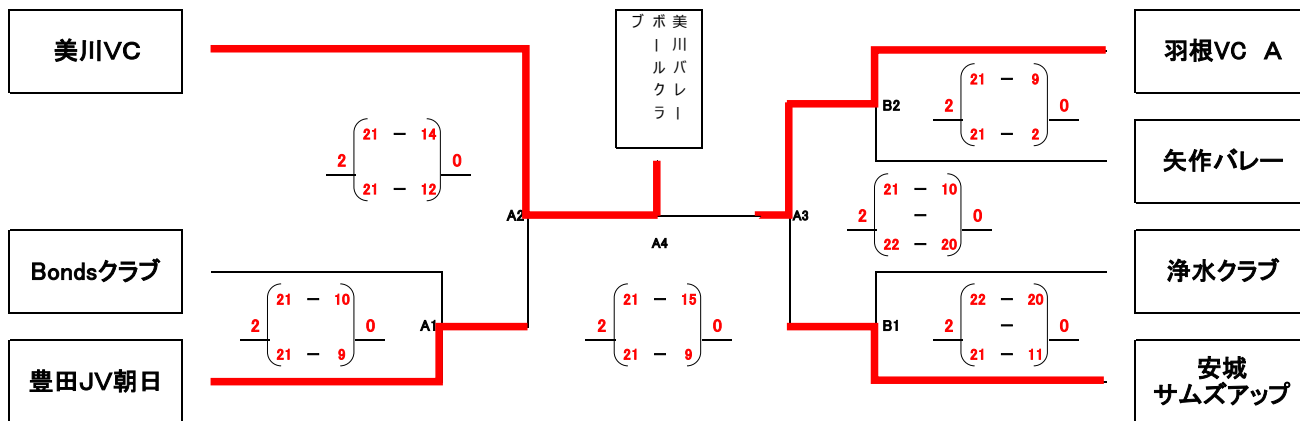 美川VC
美川バレーボールクラブ
羽根VC A
21 - 9
2 0
21 - 2
B2
矢作バレー
21 - 14
2 0
21 - 12
A2
A3
21 - 10
2 - 0
22 - 20
A4
Bondsクラブ
浄水クラブ
21 - 10
2 0
21 - 9
A1
21 - 15
2 0
21 - 9
B1
22 - 20
2 - 0
21 - 11
豊田JV朝日
安城
サムズアップ